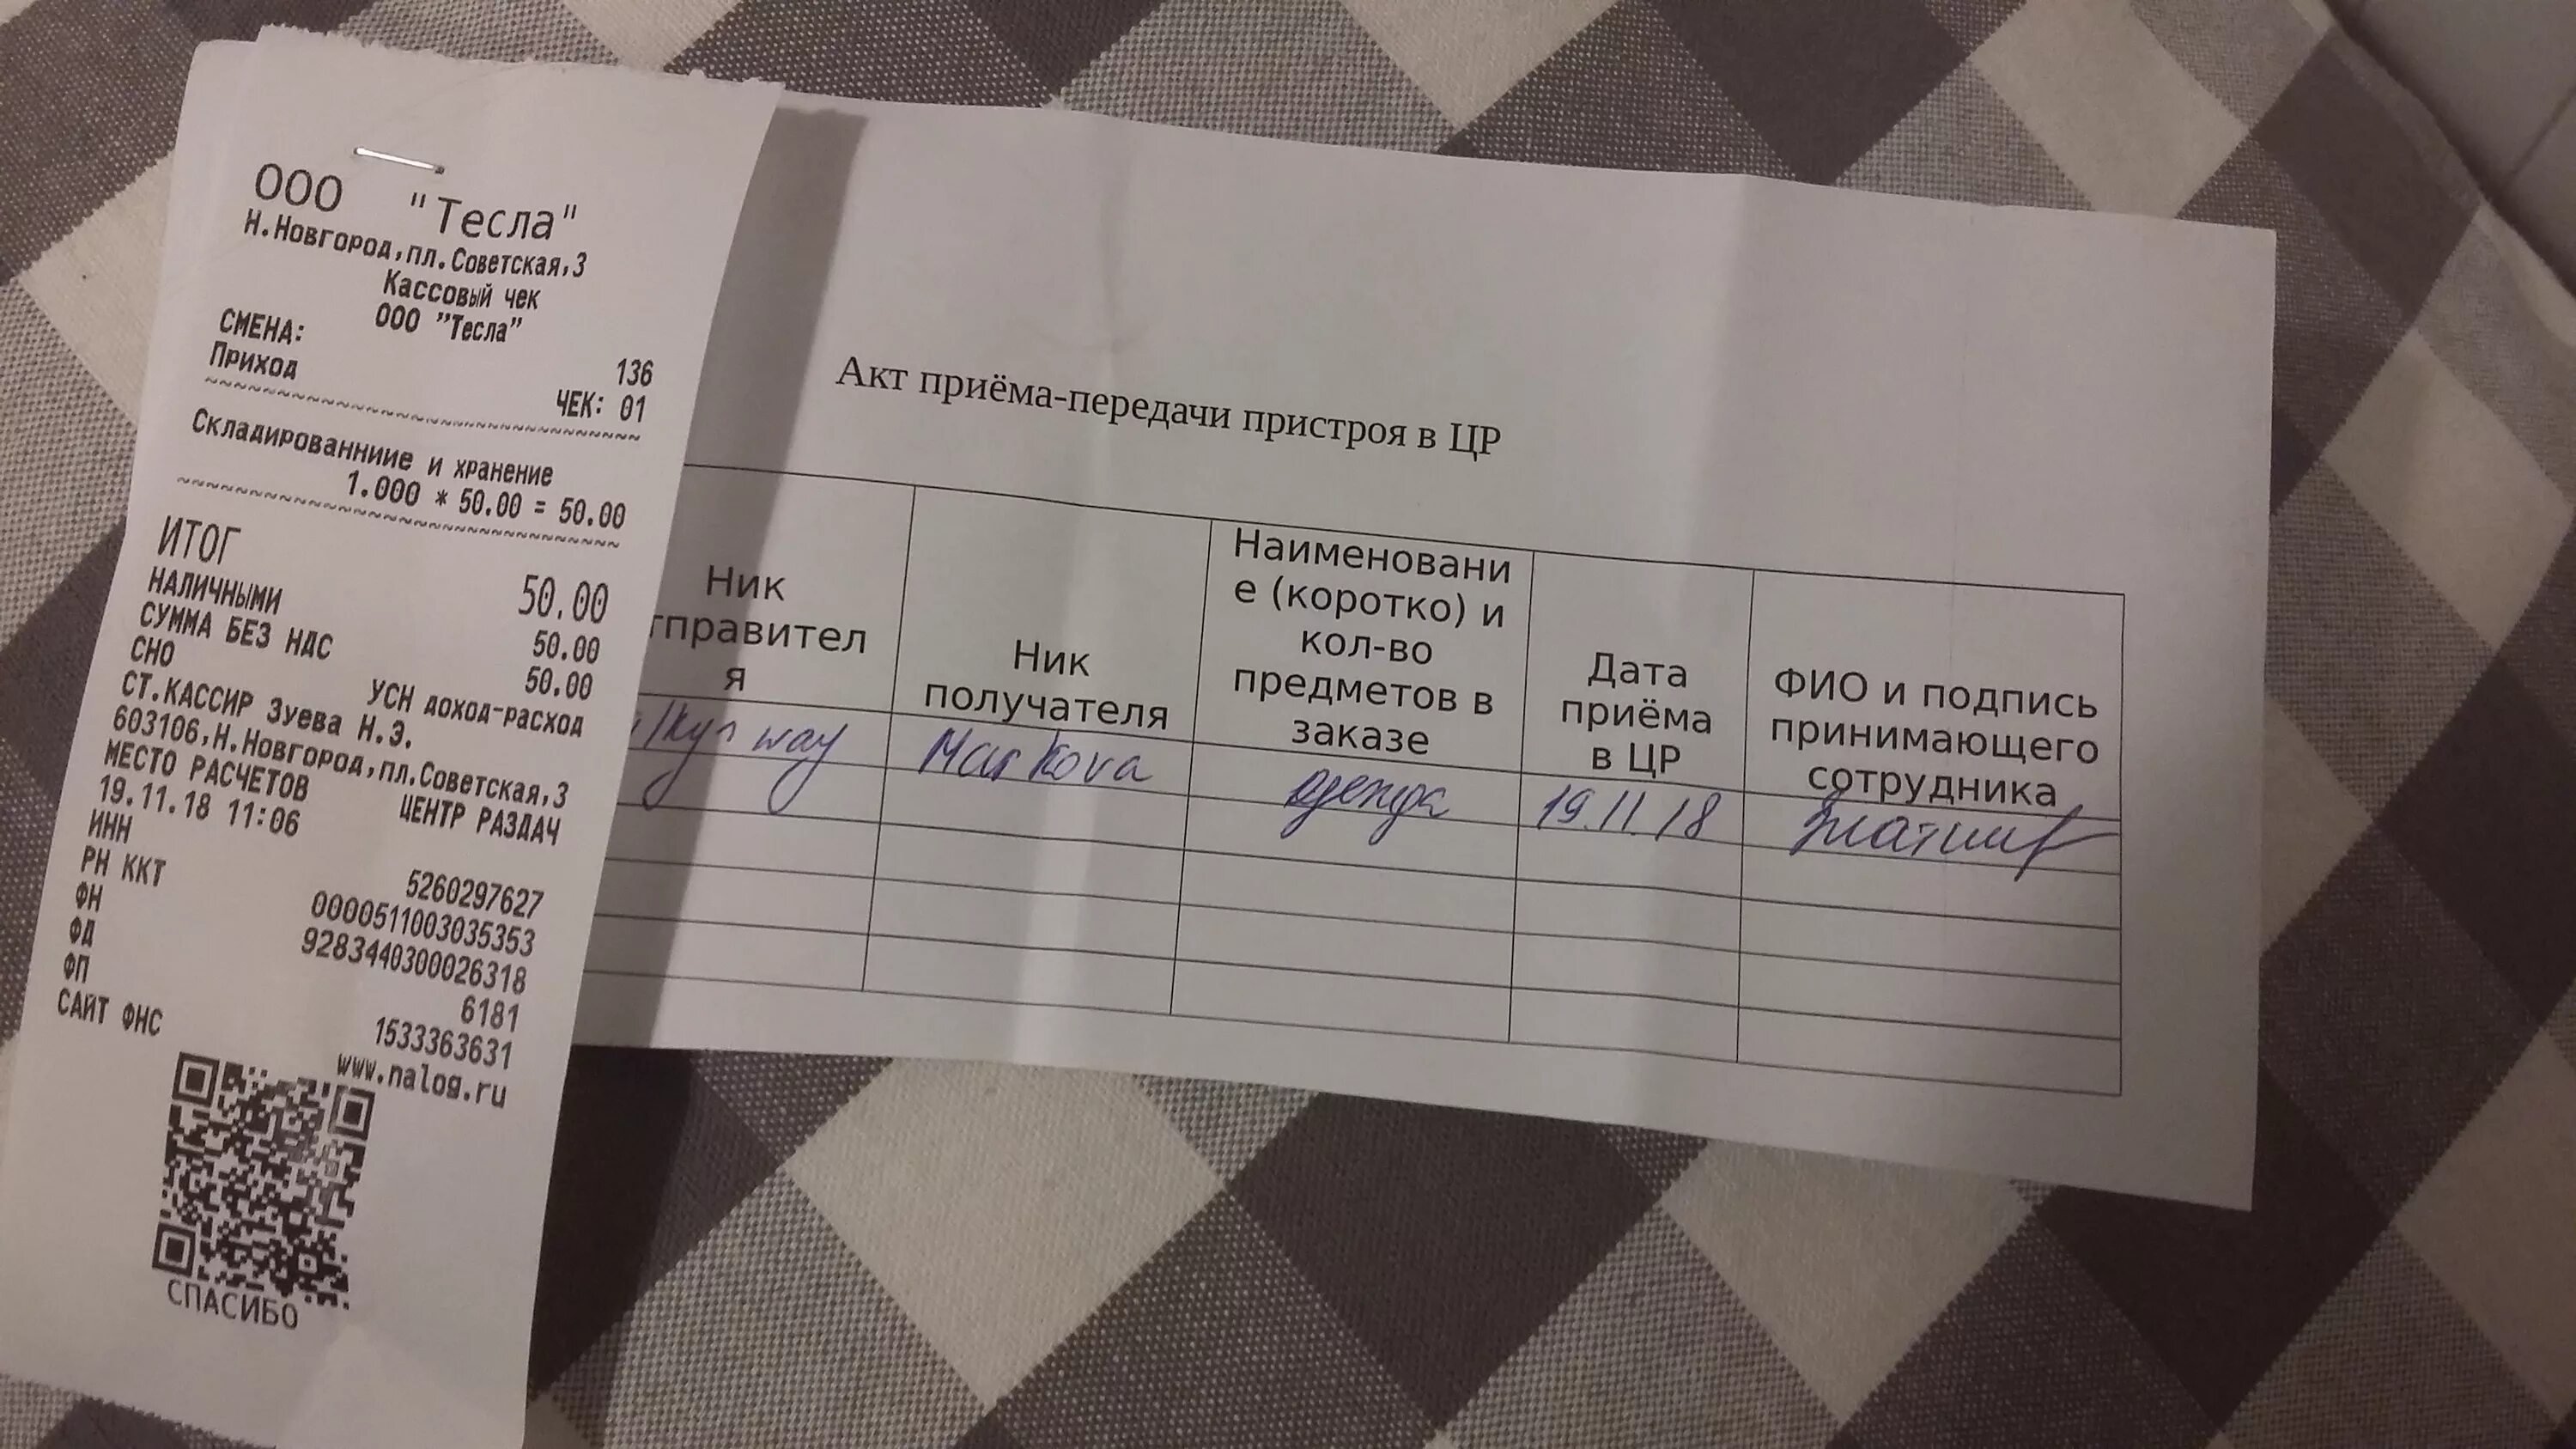 ООО "Тесла"
Н.Новгород,пл.Советская,3
Кассовый чек
ООО "Тесла"
СМЕНА: 136
Приход ЧЕК: 01
~~~~~~~~~~~~~~~~~~~~~~~~~~~~~~~~
Складированниие и хранение
1.000 * 50.00 = 50.00
~~~~~~~~~~~~~~~~~~~~~~~~~~~~~~~~
ИТОГ 50.00
НАЛИЧНЫМИ 50.00
СУММА БЕЗ НДС 50.00
СНО УСН доход-расход
СТ.КАССИР Зуева Н.Э.
603106,Н.Новгород,пл.Советская,3
МЕСТО РАСЧЕТОВ ЦЕНТР РАЗДАЧ
19.11.18 11:06
ИНН 5260297627
РН ККТ 0000511003035353
ФН 9283440300026318
ФД 6181
ФП 1533363631
САЙТ ФНС www.nalog.ru
СПАСИБО
Акт приёма-передачи пристроя в ЦР
Ник
тправител
я
Ник
получателя
Наименовани
е (коротко) и
кол-во
предметов в
заказе
Дата
приёма
в ЦР
ФИО и подпись
принимающего
сотрудника
way Markova одежда 19.11.18